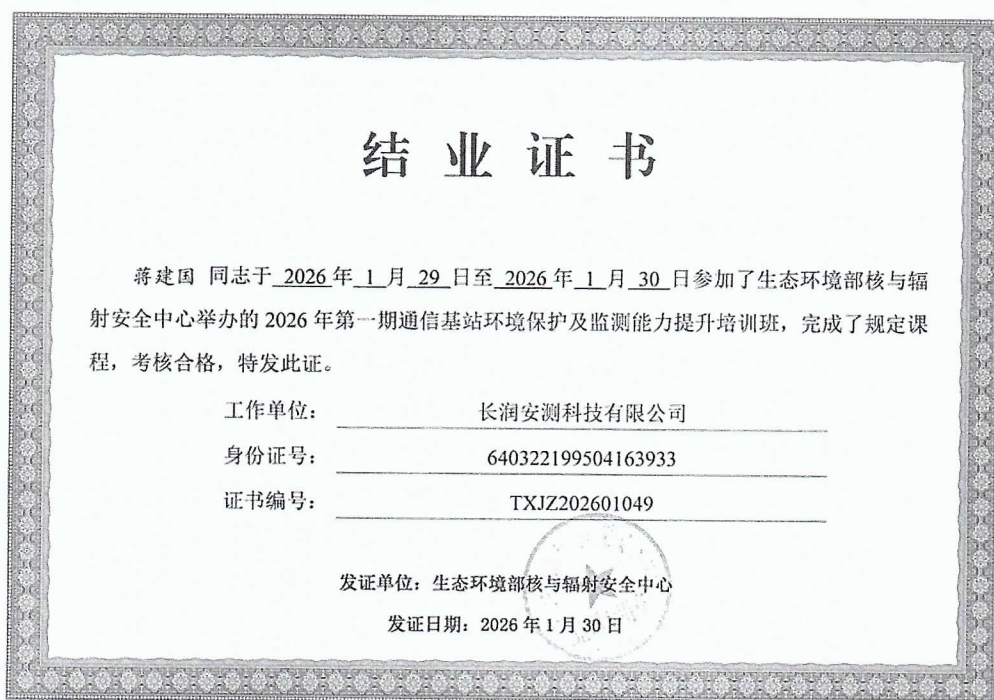 结业证书
蒋建国 同志于 2026 年 1 月 29 日至 2026 年 1 月 30 日参加了生态环境部核与辐
射安全中心举办的 2026 年第一期通信基站环境保护及监测能力提升培训班，完成了规定课
程，考核合格，特发此证。
工作单位： 长润安测科技有限公司
身份证号： 640322199504163933
证书编号： TXJZ202601049
发证单位：生态环境部核与辐射安全中心
发证日期：2026 年 1 月 30 日